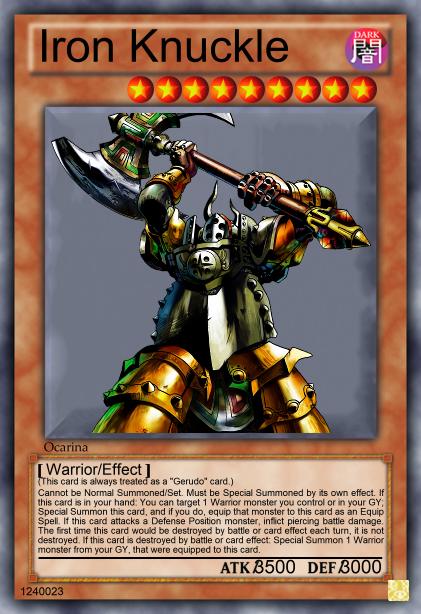 Iron Knuckle
DARK
闇
Ocarina
[ Warrior/Effect ]
(This card is always treated as a "Gerudo" card.)
Cannot be Normal Summoned/Set. Must be Special Summoned by its own effect. If
this card is in your hand: You can target 1 Warrior monster you control or in your GY;
Special Summon this card, and if you do, equip that monster to this card as an Equip
Spell. If this card attacks a Defense Position monster, inflict piercing battle damage.
The first time this card would be destroyed by battle or card effect each turn, it is not
destroyed. If this card is destroyed by battle or card effect: Special Summon 1 Warrior
monster from your GY, that were equipped to this card.
ATK 3500 DEF 3000
1240023